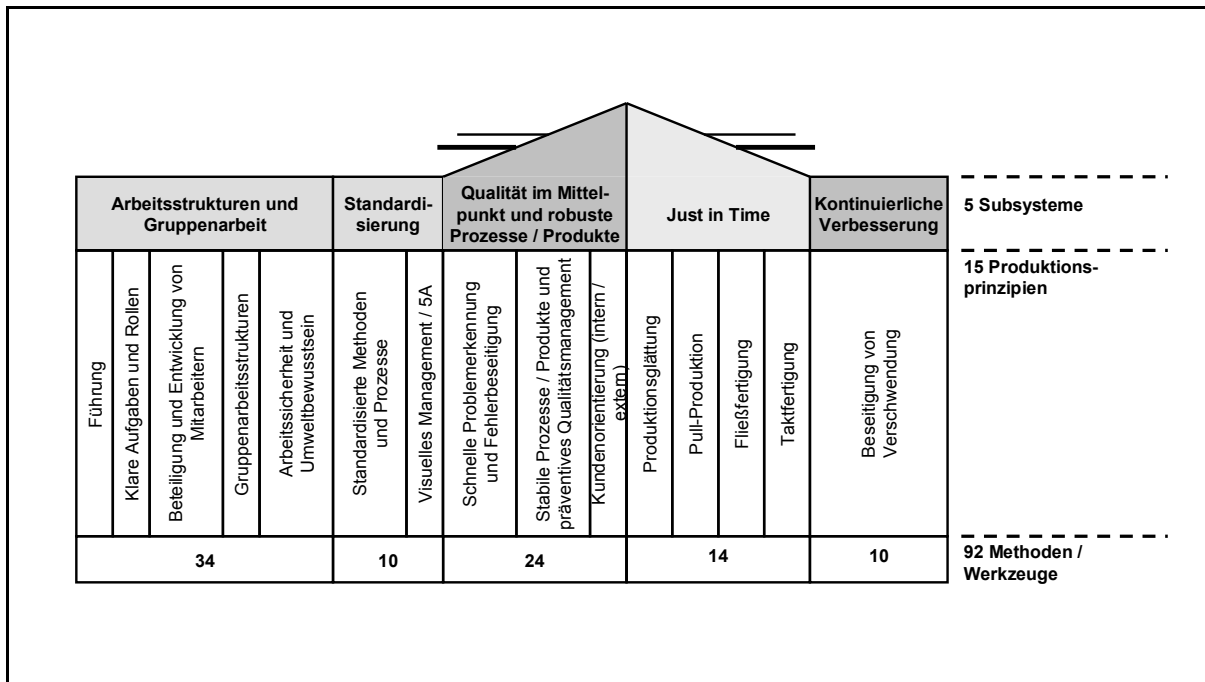 Arbeitsstrukturen und
Gruppenarbeit
Standardi-
sierung
Qualität im Mittel-
punkt und robuste
Prozesse / Produkte
Just in Time
Kontinuierliche
Verbesserung
5 Subsysteme
Führung
Klare Aufgaben und Rollen
Beteiligung und Entwicklung von
Mitarbeitern
Gruppenarbeitsstrukturen
Arbeitssicherheit und
Umweltbewusstsein
Standardisierte Methoden
und Prozesse
Visuelles Management / 5A
Schnelle Problemerkennung
und Fehlerbeseitigung
Stabile Prozesse / Produkte und
präventives Qualitätsmanagement
Kundenorientierung (intern /
extern)
Produktionsglättung
Pull-Produktion
Fließfertigung
Taktfertigung
Beseitigung von
Verschwendung
15 Produktions-
prinzipien
34
10
24
14
10
92 Methoden /
Werkzeuge